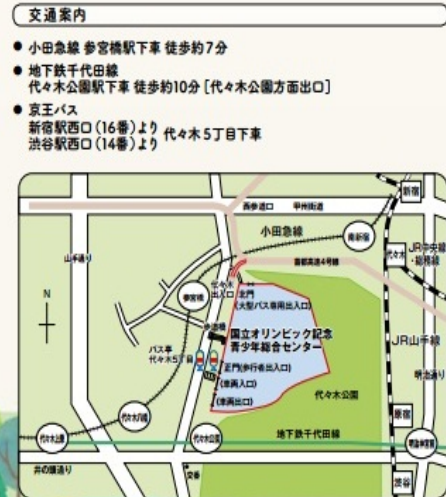 交通案内
● 小田急線 参宮橋駅下車 徒歩約7分
● 地下鉄千代田線
代々木公園駅下車 徒歩約10分 [代々木公園方面出口]
● 京王バス
新宿駅西口(16番)より
渋谷駅西口(14番)より
代々木5丁目下車
新宿
西参道口
甲州街道
小田急線
南新宿
代々木
JR中央線
・総武線
山手通り
首都高速4号線
N
代々木
出入口
北門
(大型バス専用出入口)
参宮橋
歩道橋
国立オリンピック記念
青少年総合センター
バス亭
代々木5丁目
正門(歩行者出入口)
(車両入口)
(車両出口)
JR山手線
明治通り
代々木公園
代々木八幡
原宿
代々木上原
代々木公園
地下鉄千代田線
明治神宮前
井の頭通り
交番
渋谷